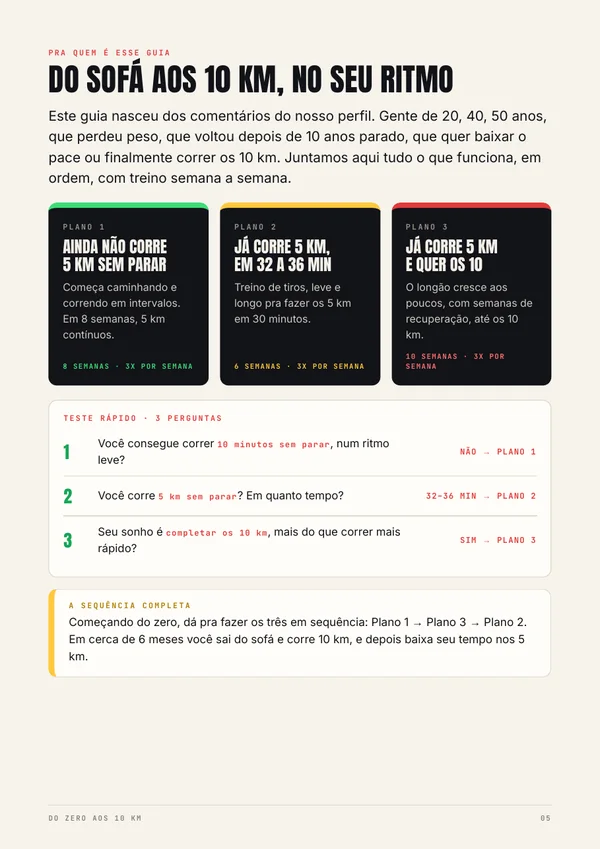 PRA QUEM É ESSE GUIA
DO SOFÁ AOS 10 KM, NO SEU RITMO
Este guia nasceu dos comentários do nosso perfil. Gente de 20, 40, 50 anos,
que perdeu peso, que voltou depois de 10 anos parado, que quer baixar o
pace ou finalmente correr os 10 km. Juntamos aqui tudo o que funciona, em
ordem, com treino semana a semana.
PLANO 1
AINDA NÃO CORRE
5 KM SEM PARAR
Começa caminhando e
correndo em intervalos.
Em 8 semanas, 5 km
contínuos.
8 SEMANAS · 3X POR SEMANA
PLANO 2
JÁ CORRE 5 KM,
EM 32 A 36 MIN
Treino de tiros, leve e
longo pra fazer os 5 km
em 30 minutos.
6 SEMANAS · 3X POR SEMANA
PLANO 3
JÁ CORRE 5 KM
E QUER OS 10
O longão cresce aos
poucos, com semanas de
recuperação, até os 10
km.
10 SEMANAS · 3X POR
SEMANA
TESTE RÁPIDO · 3 PERGUNTAS
1 Você consegue correr 10 minutos sem parar, num ritmo
leve?
NÃO → PLANO 1
2 Você corre 5 km sem parar? Em quanto tempo? 32–36 MIN → PLANO 2
3 Seu sonho é completar os 10 km, mais do que correr mais
rápido?
SIM → PLANO 3
A SEQUÊNCIA COMPLETA
Começando do zero, dá pra fazer os três em sequência: Plano 1 → Plano 3 → Plano 2.
Em cerca de 6 meses você sai do sofá e corre 10 km, e depois baixa seu tempo nos 5
km.
DO ZERO AOS 10 KM 05